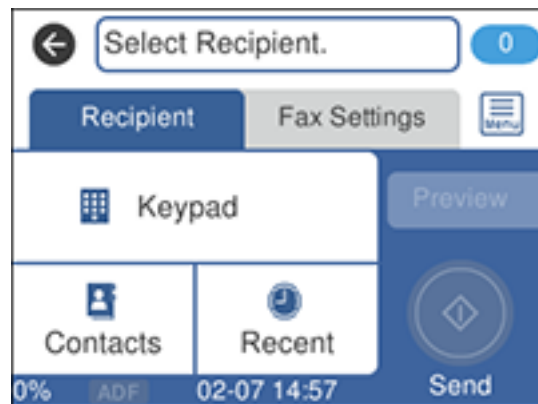 Select Recipient.
0
Recipient
Fax Settings
Menu
Keypad
Preview
Contacts
Recent
0%
ADF
02-07 14:57
Send